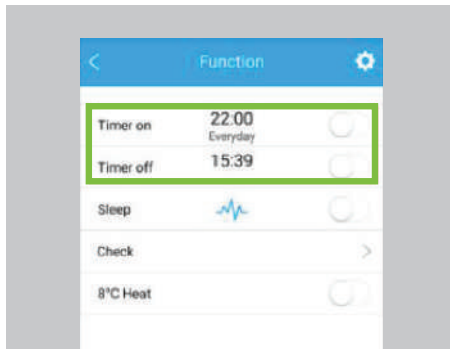 Function
Timer on 22:00
Everyday
Timer off 15:39
Sleep
Check
8°C Heat